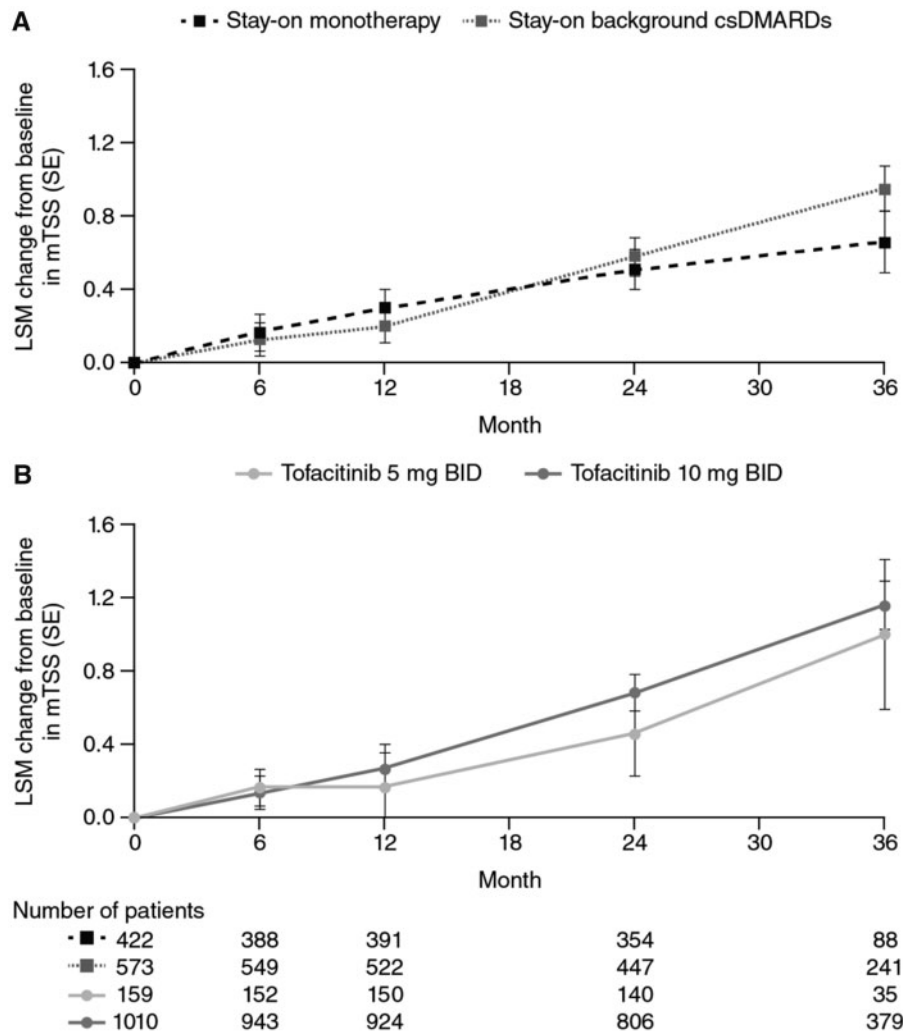 A
Stay-on monotherapy Stay-on background csDMARDs
LSM change from baseline
in mTSS (SE)
1.6
1.2
0.8
0.4
0.0
0 6 12 18 24 30 36
Month
B
Tofacitinib 5 mg BID Tofacitinib 10 mg BID
LSM change from baseline
in mTSS (SE)
1.6
1.2
0.8
0.4
0.0
0 6 12 18 24 30 36
Month
Number of patients
422 388 391 354 88
573 549 522 447 241
159 152 150 140 35
1010 943 924 806 379